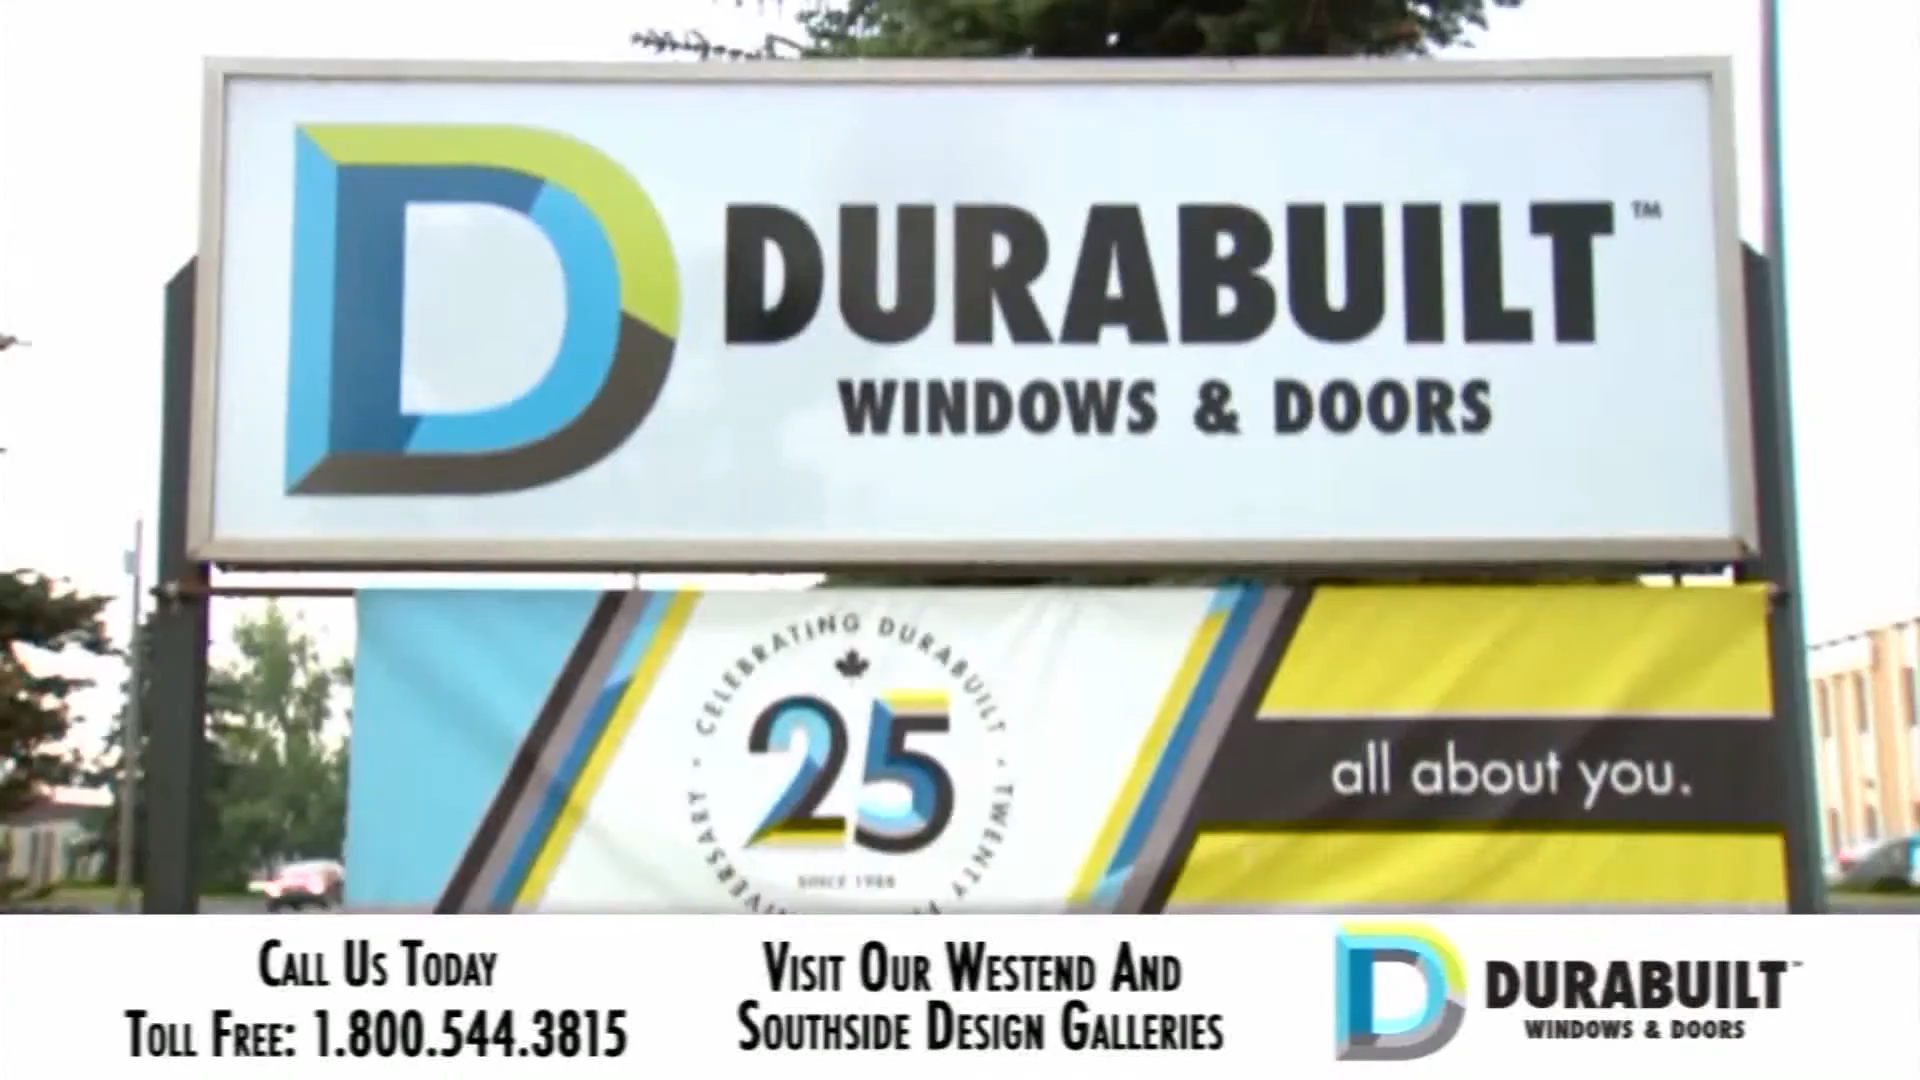 DURABUILT™
WINDOWS & DOORS
CELEBRATING DURABUILT • TWENTY
25
SINCE 1988
all about you.
CALL US TODAY
TOLL FREE: 1.800.544.3815
VISIT OUR WESTEND AND
SOUTHSIDE DESIGN GALLERIES
DURABUILT™
WINDOWS & DOORS